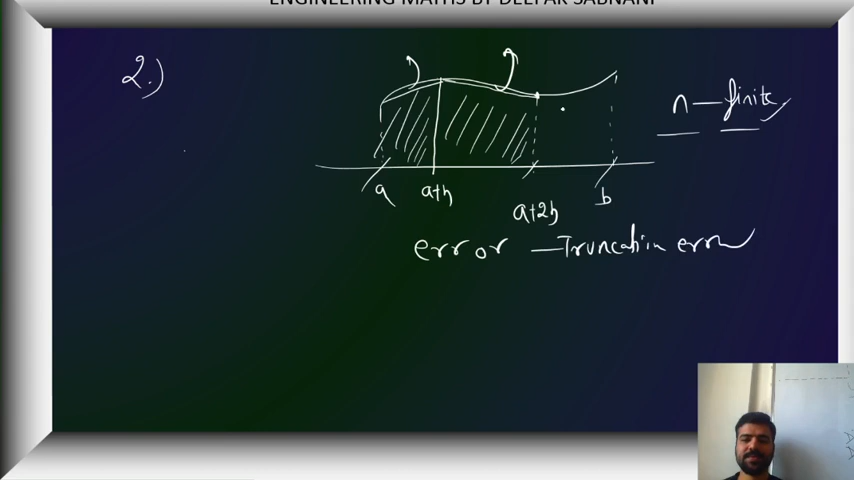 ENGINEERING MATHS BY DEEPAK SABNANI
2.)
n — finite
a a+h a+2h b
error — Truncation error